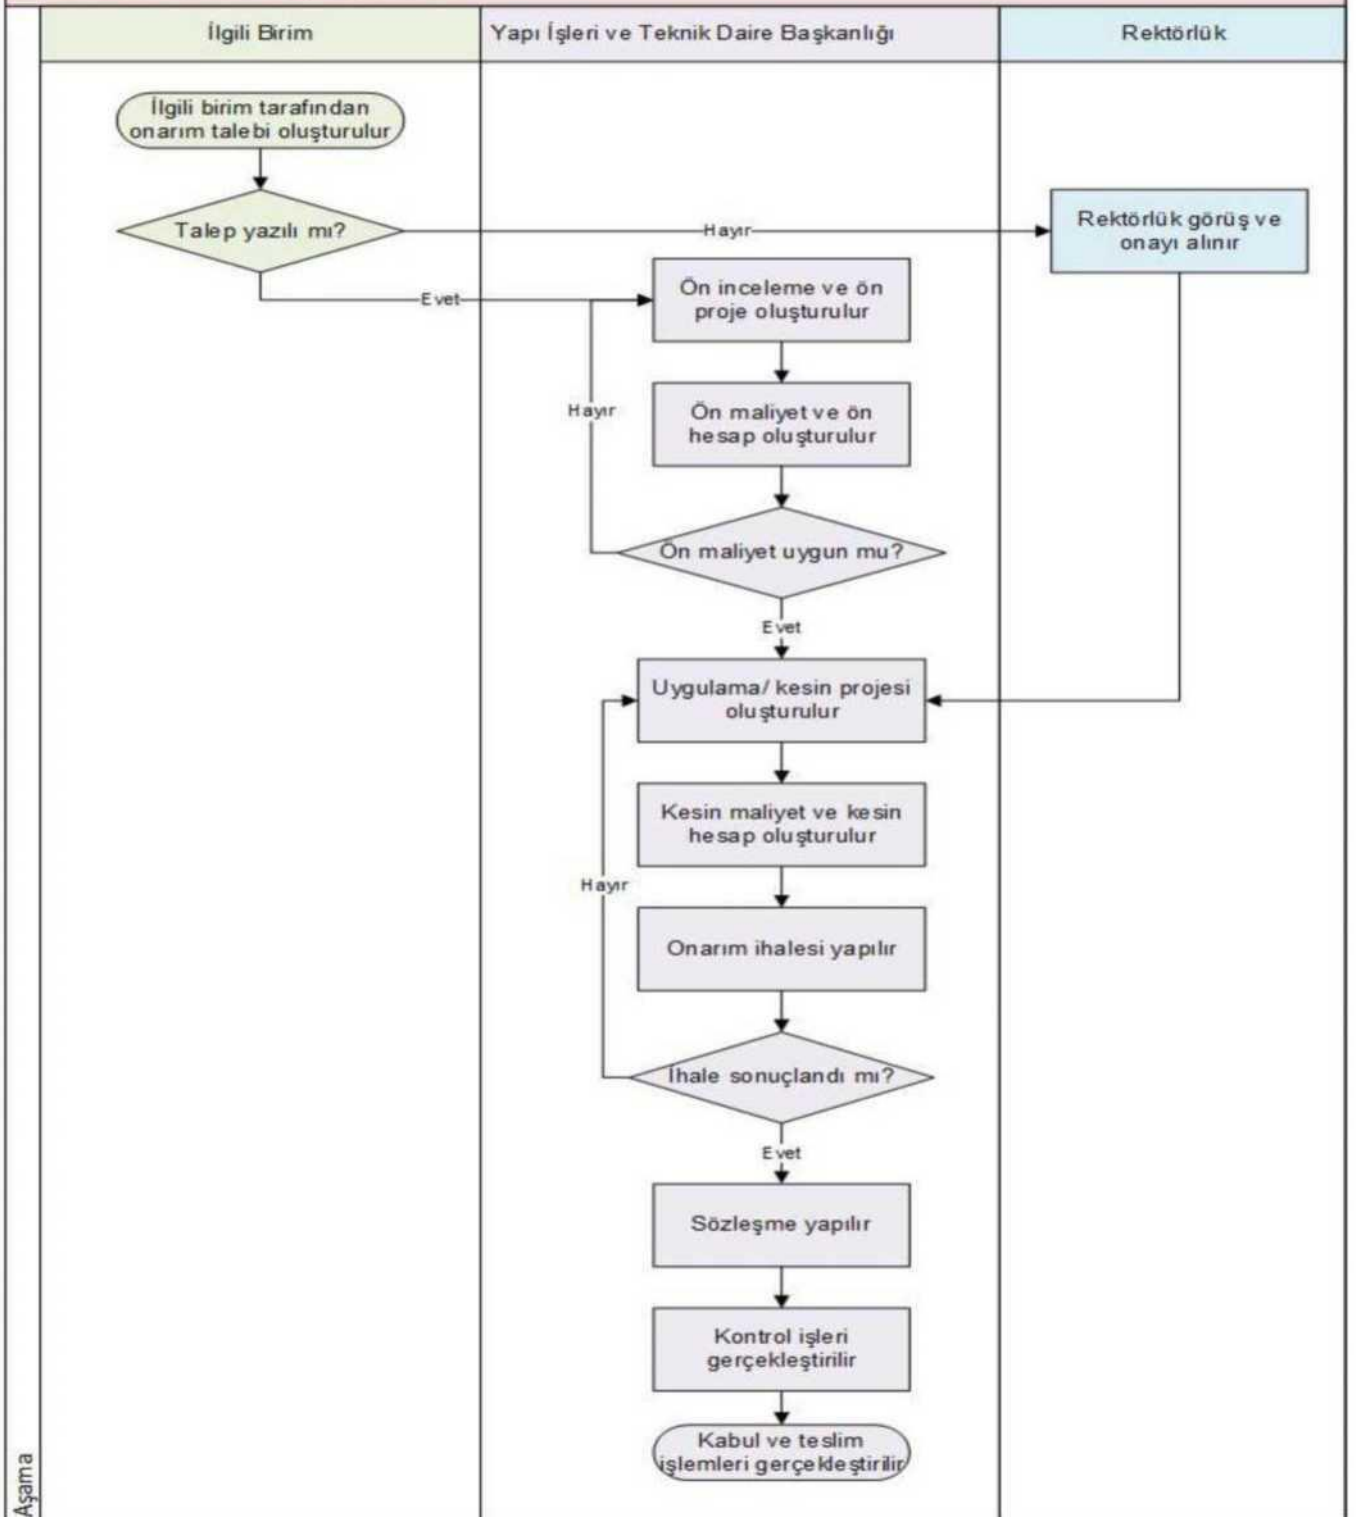 İlgili Birim
Yapı İşleri ve Teknik Daire Başkanlığı
Rektörlük
İlgili birim tarafından
onarım talebi oluşturulur
Talep yazılı mı?
Hayır
Rektörlük görüş ve
onayı alınır
Evet
Ön inceleme ve ön
proje oluşturulur
Hayır
Ön maliyet ve ön
hesap oluşturulur
Ön maliyet uygun mu?
Evet
Uygulama/ kesin projesi
oluşturulur
Kesin maliyet ve kesin
hesap oluşturulur
Hayır
Onarım ihalesi yapılır
İhale sonuçlandı mı?
Evet
Sözleşme yapılır
Kontrol işleri
gerçekleştirilir
Kabul ve teslim
işlemleri gerçekleştirilir
Aşama